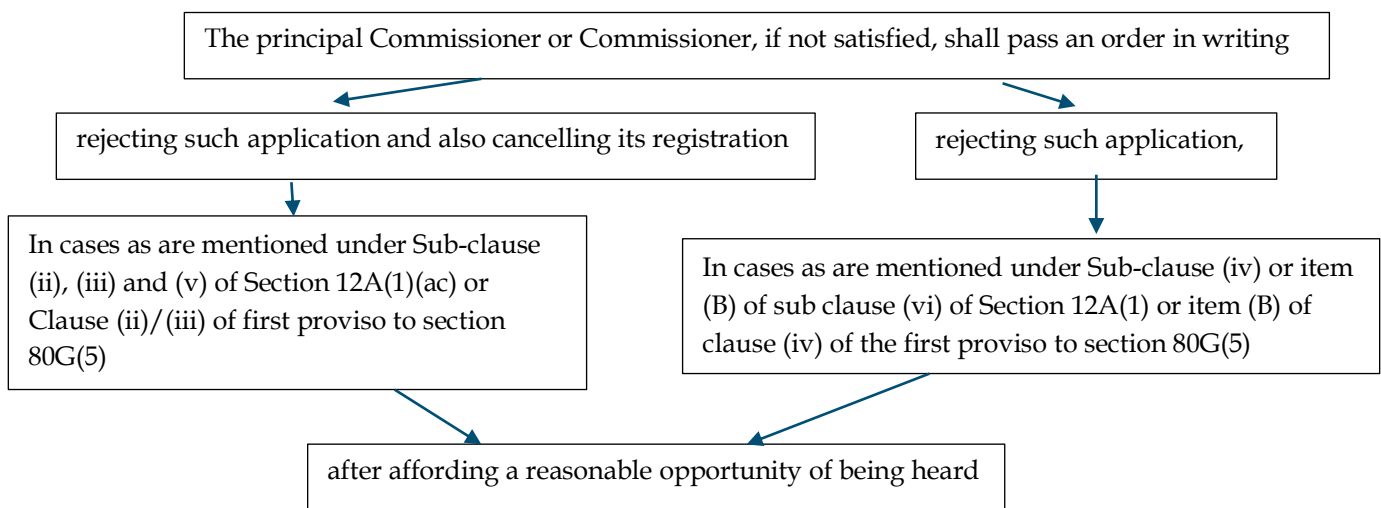 The principal Commissioner or Commissioner, if not satisfied, shall pass an order in writing
rejecting such application and also cancelling its registration
rejecting such application,
In cases as are mentioned under Sub-clause
(ii), (iii) and (v) of Section 12A(1)(ac) or
Clause (ii)/(iii) of first proviso to section
80G(5)
In cases as are mentioned under Sub-clause (iv) or item
(B) of sub clause (vi) of Section 12A(1) or item (B) of
clause (iv) of the first proviso to section 80G(5)
after affording a reasonable opportunity of being heard